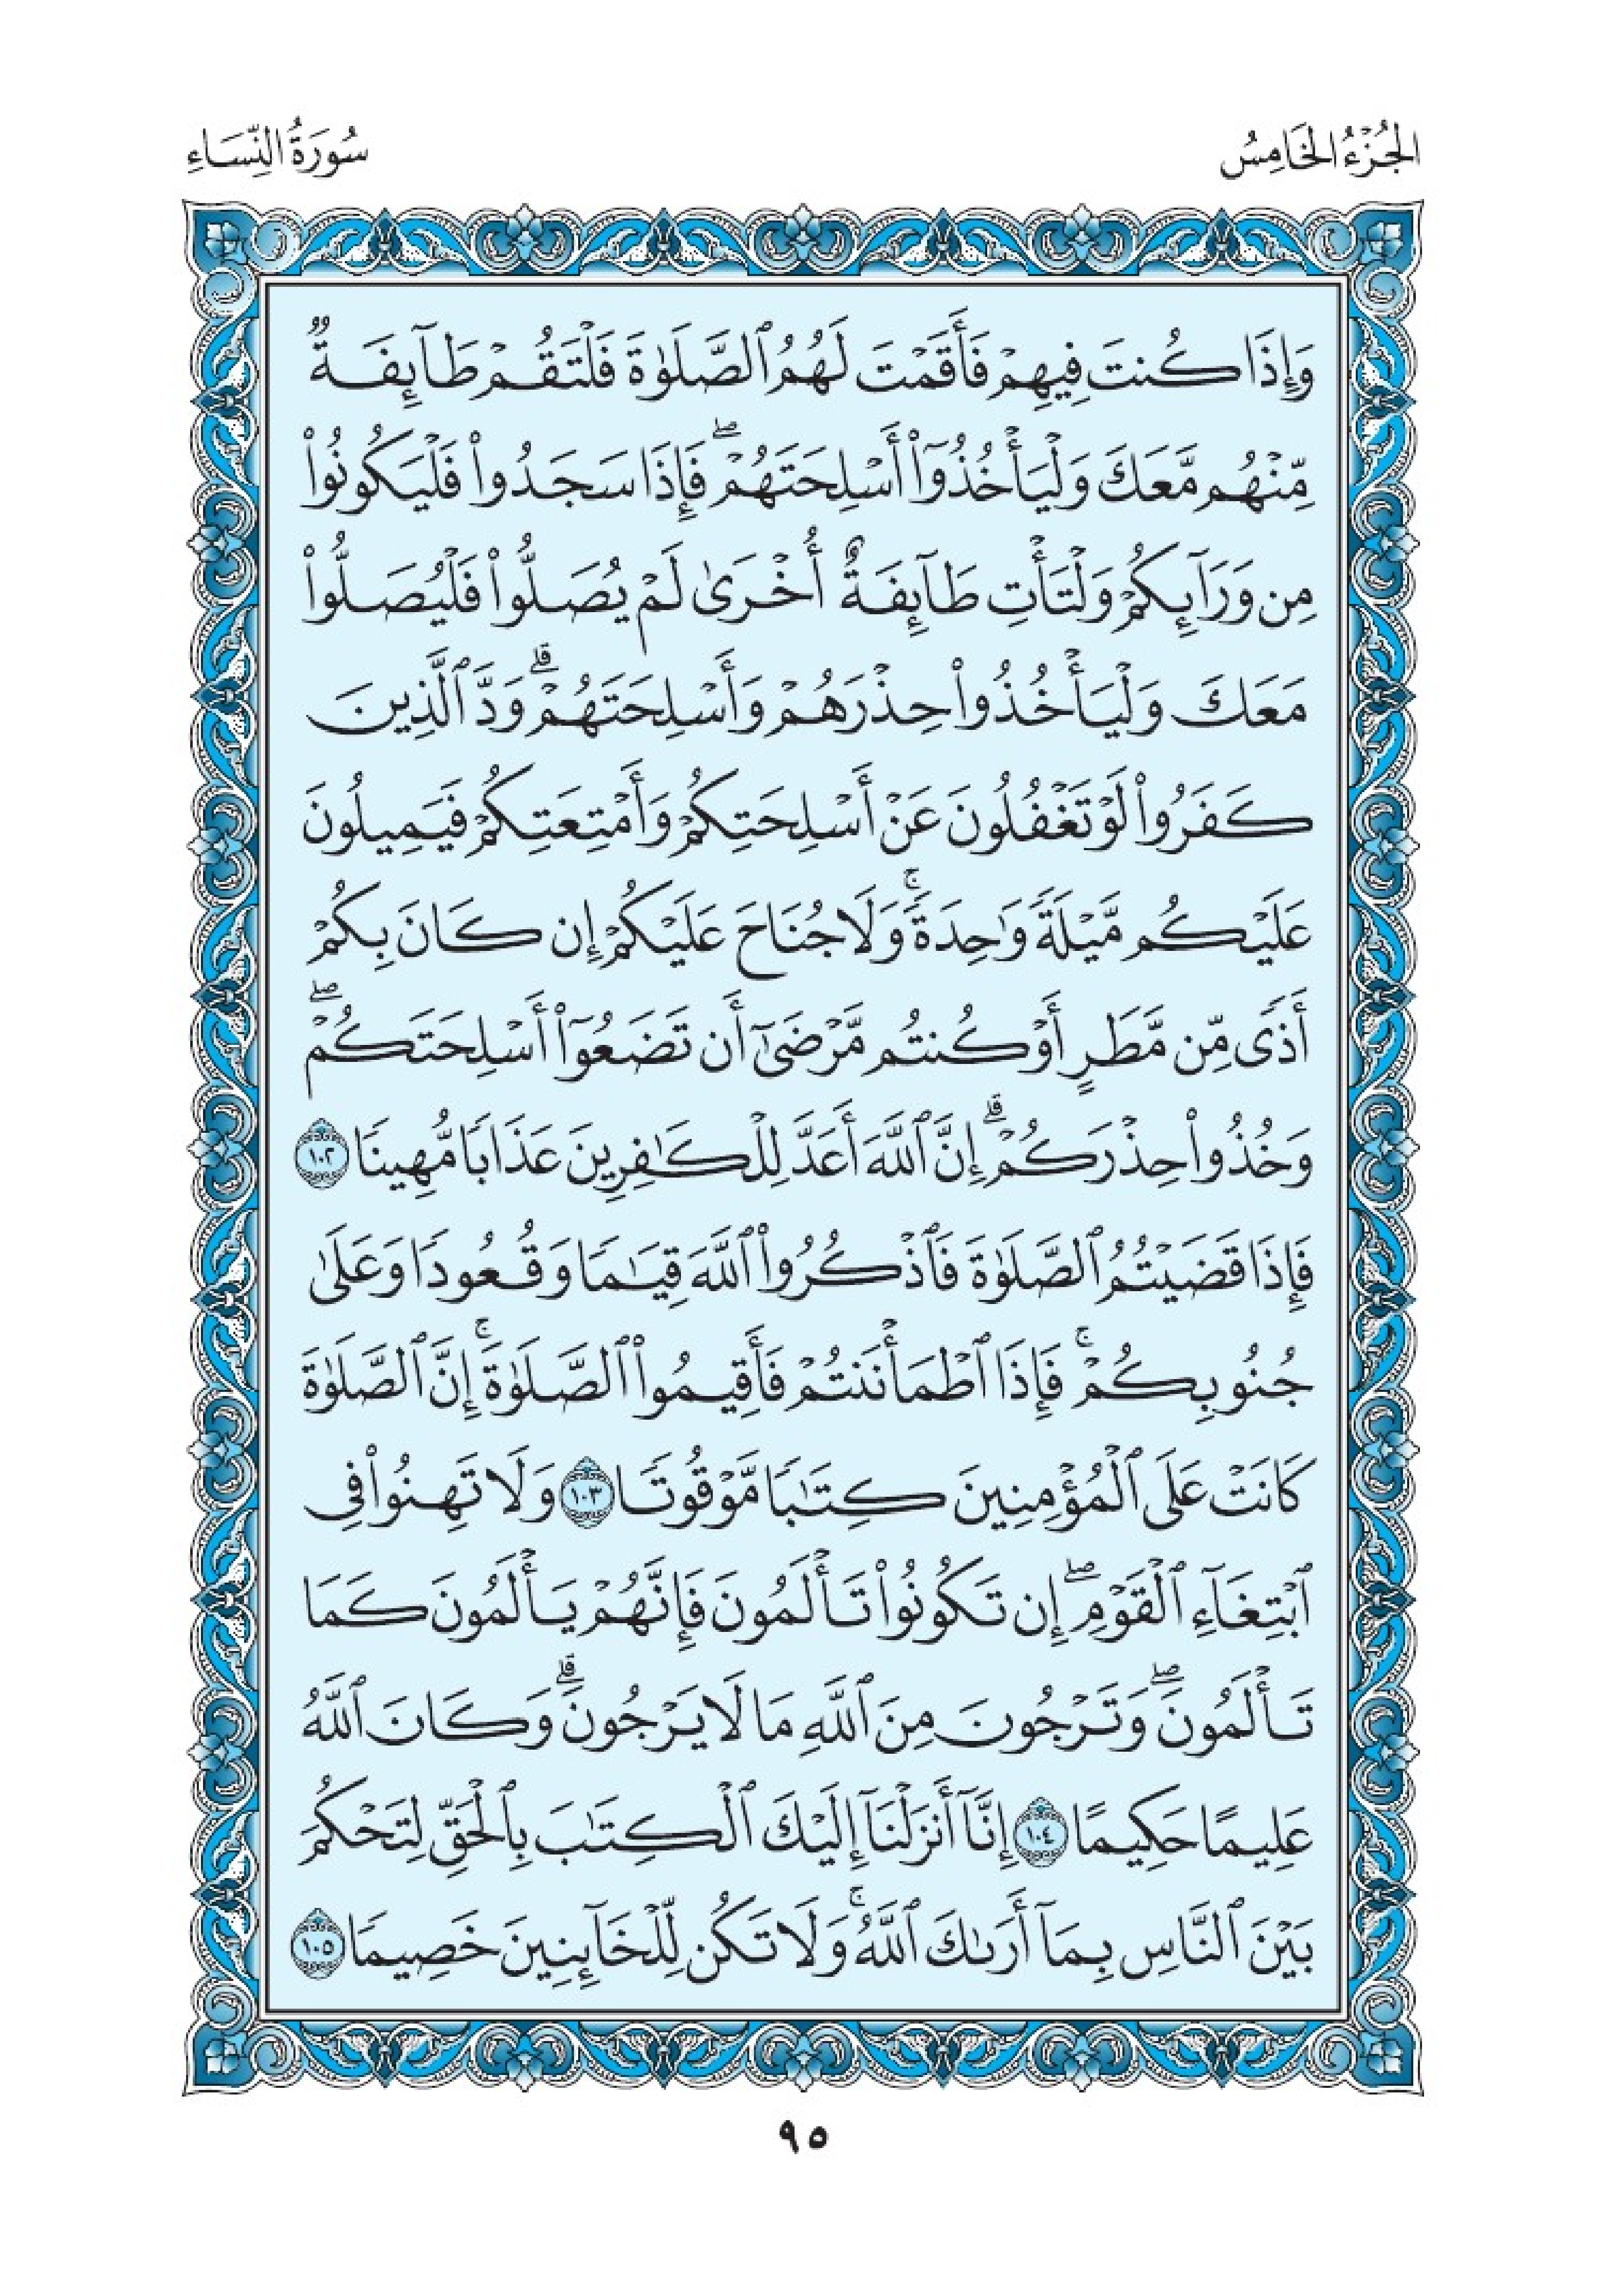 الجُزْءُ الخَامِسُ
سُورَةُ النِّسَاءِ
وَإِذَا كُنتَ فِيهِمْ فَأَقَمْتَ لَهُمُ ٱلصَّلَوٰةَ فَلْتَقُمْ طَآئِفَةٌ
مِّنْهُم مَّعَكَ وَلْيَأْخُذُوٓا۟ أَسْلِحَتَهُمْ ۖ فَإِذَا سَجَدُوا۟ فَلْيَكُونُوا۟
مِن وَرَآئِكُمْ وَلْتَأْتِ طَآئِفَةٌ أُخْرَىٰ لَمْ يُصَلُّوا۟ فَلْيُصَلُّوا۟
مَعَكَ وَلْيَأْخُذُوا۟ حِذْرَهُمْ وَأَسْلِحَتَهُمْ ۗ وَدَّ ٱلَّذِينَ
كَفَرُوا۟ لَوْ تَغْفُلُونَ عَنْ أَسْلِحَتِكُمْ وَأَمْتِعَتِكُمْ فَيَمِيلُونَ
عَلَيْكُم مَّيْلَةً وَٰحِدَةً ۚ وَلَا جُنَاحَ عَلَيْكُمْ إِن كَانَ بِكُمْ
أَذًى مِّن مَّطَرٍ أَوْ كُنتُم مَّرْضَىٰٓ أَن تَضَعُوٓا۟ أَسْلِحَتَكُمْ ۖ
وَخُذُوا۟ حِذْرَكُمْ ۗ إِنَّ ٱللَّهَ أَعَدَّ لِلْكَٰفِرِينَ عَذَابًا مُّهِينًا ١٠٢
فَإِذَا قَضَيْتُمُ ٱلصَّلَوٰةَ فَٱذْكُرُوا۟ ٱللَّهَ قِيَٰمًا وَقُعُودًا وَعَلَىٰ
جُنُوبِكُمْ ۚ فَإِذَا ٱطْمَأْنَنتُمْ فَأَقِيمُوا۟ ٱلصَّلَوٰةَ ۚ إِنَّ ٱلصَّلَوٰةَ
كَانَتْ عَلَى ٱلْمُؤْمِنِينَ كِتَٰبًا مَّوْقُوتًا ١٠٣ وَلَا تَهِنُوا۟ فِى
ٱبْتِغَآءِ ٱلْقَوْمِ ۖ إِن تَكُونُوا۟ تَأْلَمُونَ فَإِنَّهُمْ يَأْلَمُونَ كَمَا
تَأْلَمُونَ ۖ وَتَرْجُونَ مِنَ ٱللَّهِ مَا لَا يَرْجُونَ ۗ وَكَانَ ٱللَّهُ
عَلِيمًا حَكِيمًا ١٠٤ إِنَّآ أَنزَلْنَآ إِلَيْكَ ٱلْكِتَٰبَ بِٱلْحَقِّ لِتَحْكُمَ
بَيْنَ ٱلنَّاسِ بِمَآ أَرَىٰكَ ٱللَّهُ ۚ وَلَا تَكُن لِّلْخَآئِنِينَ خَصِيمًا ١٠٥
٩٥